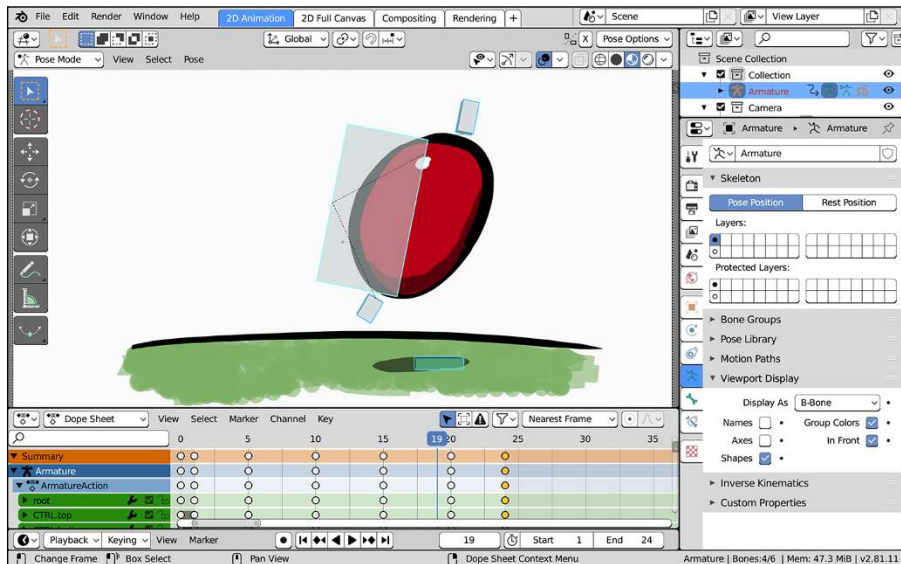 File Edit Render Window Help 2D Animation 2D Full Canvas Compositing Rendering + Scene View Layer
Global X Pose Options
Pose Mode View Select Pose
Scene Collection
Collection
Armature
Camera
Armature Armature
Armature
Skeleton
Pose Position Rest Position
Layers:
Protected Layers:
Bone Groups
Pose Library
Motion Paths
Viewport Display
Display As B-Bone
Names Group Colors
Axes In Front
Shapes
Inverse Kinematics
Custom Properties
Dope Sheet View Select Marker Channel Key Nearest Frame
0 5 10 15 19 20 25 30 35
Summary
Armature
ArmatureAction
root
CTRL.top
Playback Keying View Marker 19 Start 1 End 24
Change Frame Box Select Pan View Dope Sheet Context Menu Armature | Bones:4/6 | Mem: 47.3 MiB | v2.81.11